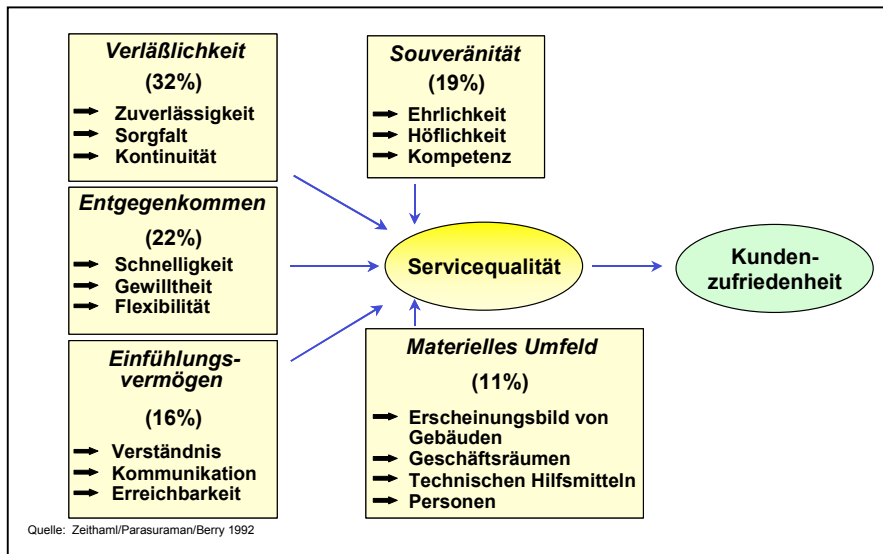 Verläßlichkeit
(32%)
Zuverlässigkeit
Sorgfalt
Kontinuität
Entgegenkommen
(22%)
Schnelligkeit
Gewilltheit
Flexibilität
Einfühlungs-
vermögen
(16%)
Verständnis
Kommunikation
Erreichbarkeit
Souveränität
(19%)
Ehrlichkeit
Höflichkeit
Kompetenz
Servicequalität
Materielles Umfeld
(11%)
Erscheinungsbild von
Gebäuden
Geschäftsräumen
Technischen Hilfsmitteln
Personen
Kunden-
zufriedenheit
Quelle: Zeithaml/Parasuraman/Berry 1992